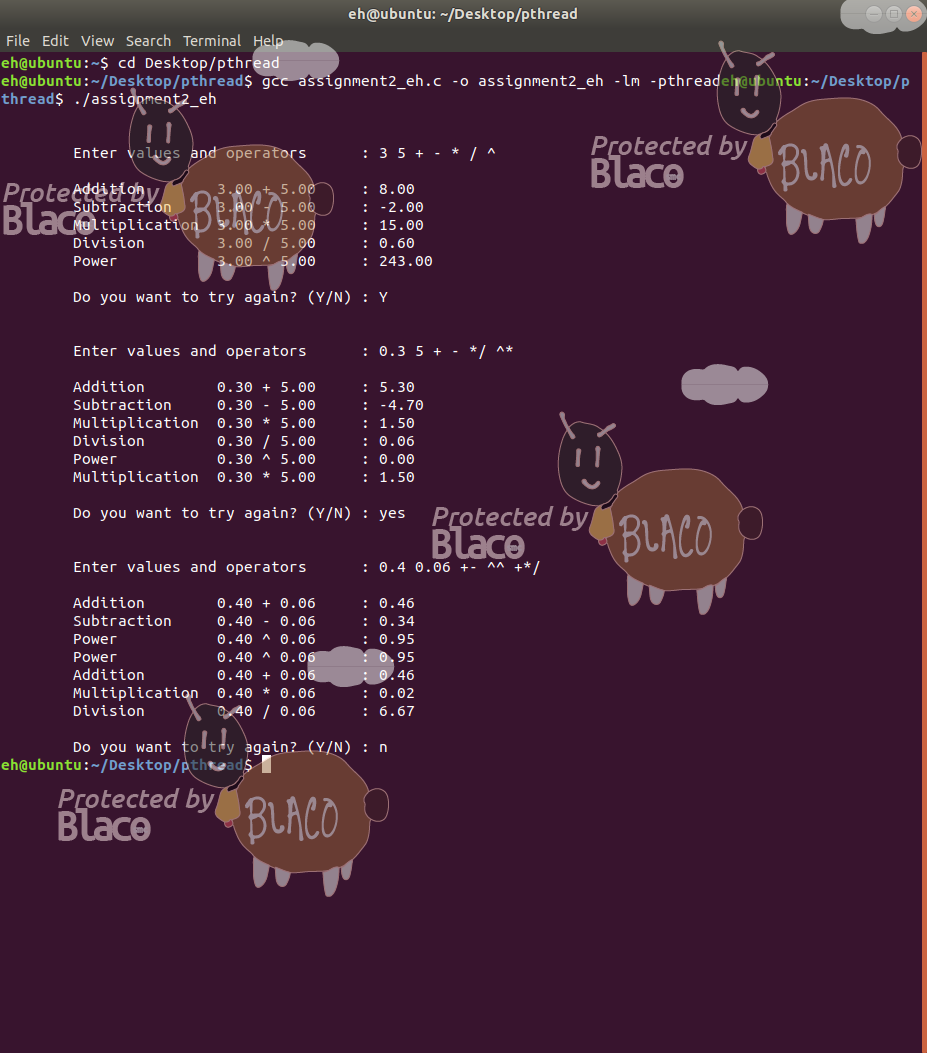 eh@ubuntu: ~/Desktop/pthread
File Edit View Search Terminal Help
eh@ubuntu:~$ cd Desktop/pthread
eh@ubuntu:~/Desktop/pthread$ gcc assignment2_eh.c -o assignment2_eh -lm -pthreadeh@ubuntu:~/Desktop/p
thread$ ./assignment2_eh
Enter values and operators : 3 5 + - * / ^
Addition 3.00 + 5.00 : 8.00
Subtraction 3.00 - 5.00 : -2.00
Multiplication 3.00 * 5.00 : 15.00
Division 3.00 / 5.00 : 0.60
Power 3.00 ^ 5.00 : 243.00
Do you want to try again? (Y/N) : Y
Enter values and operators : 0.3 5 + - */ ^*
Addition 0.30 + 5.00 : 5.30
Subtraction 0.30 - 5.00 : -4.70
Multiplication 0.30 * 5.00 : 1.50
Division 0.30 / 5.00 : 0.06
Power 0.30 ^ 5.00 : 0.00
Multiplication 0.30 * 5.00 : 1.50
Do you want to try again? (Y/N) : yes
Enter values and operators : 0.4 0.06 +- ^^ +*/
Addition 0.40 + 0.06 : 0.46
Subtraction 0.40 - 0.06 : 0.34
Power 0.40 ^ 0.06 : 0.95
Power 0.40 ^ 0.06 : 0.95
Addition 0.40 + 0.06 : 0.46
Multiplication 0.40 * 0.06 : 0.02
Division 0.40 / 0.06 : 6.67
Do you want to try again? (Y/N) : n
eh@ubuntu:~/Desktop/pthread$
Protected by
Blaco
BLACO
Protected by
Blaco
BLACO
Protected by
Blaco
BLACO
Protected by
Blaco
BLACO